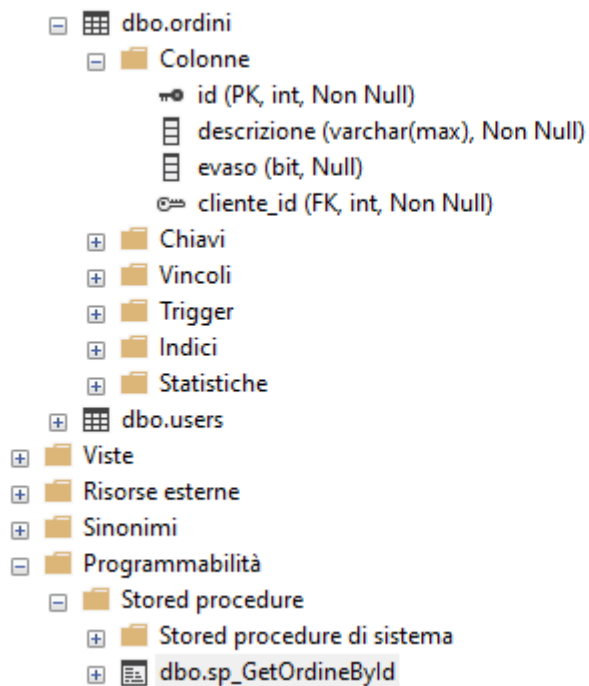 dbo.ordini
Colonne
id (PK, int, Non Null)
descrizione (varchar(max), Non Null)
evaso (bit, Null)
cliente_id (FK, int, Non Null)
Chiavi
Vincoli
Trigger
Indici
Statistiche
dbo.users
Viste
Risorse esterne
Sinonimi
Programmabilità
Stored procedure
Stored procedure di sistema
dbo.sp_GetOrdineById